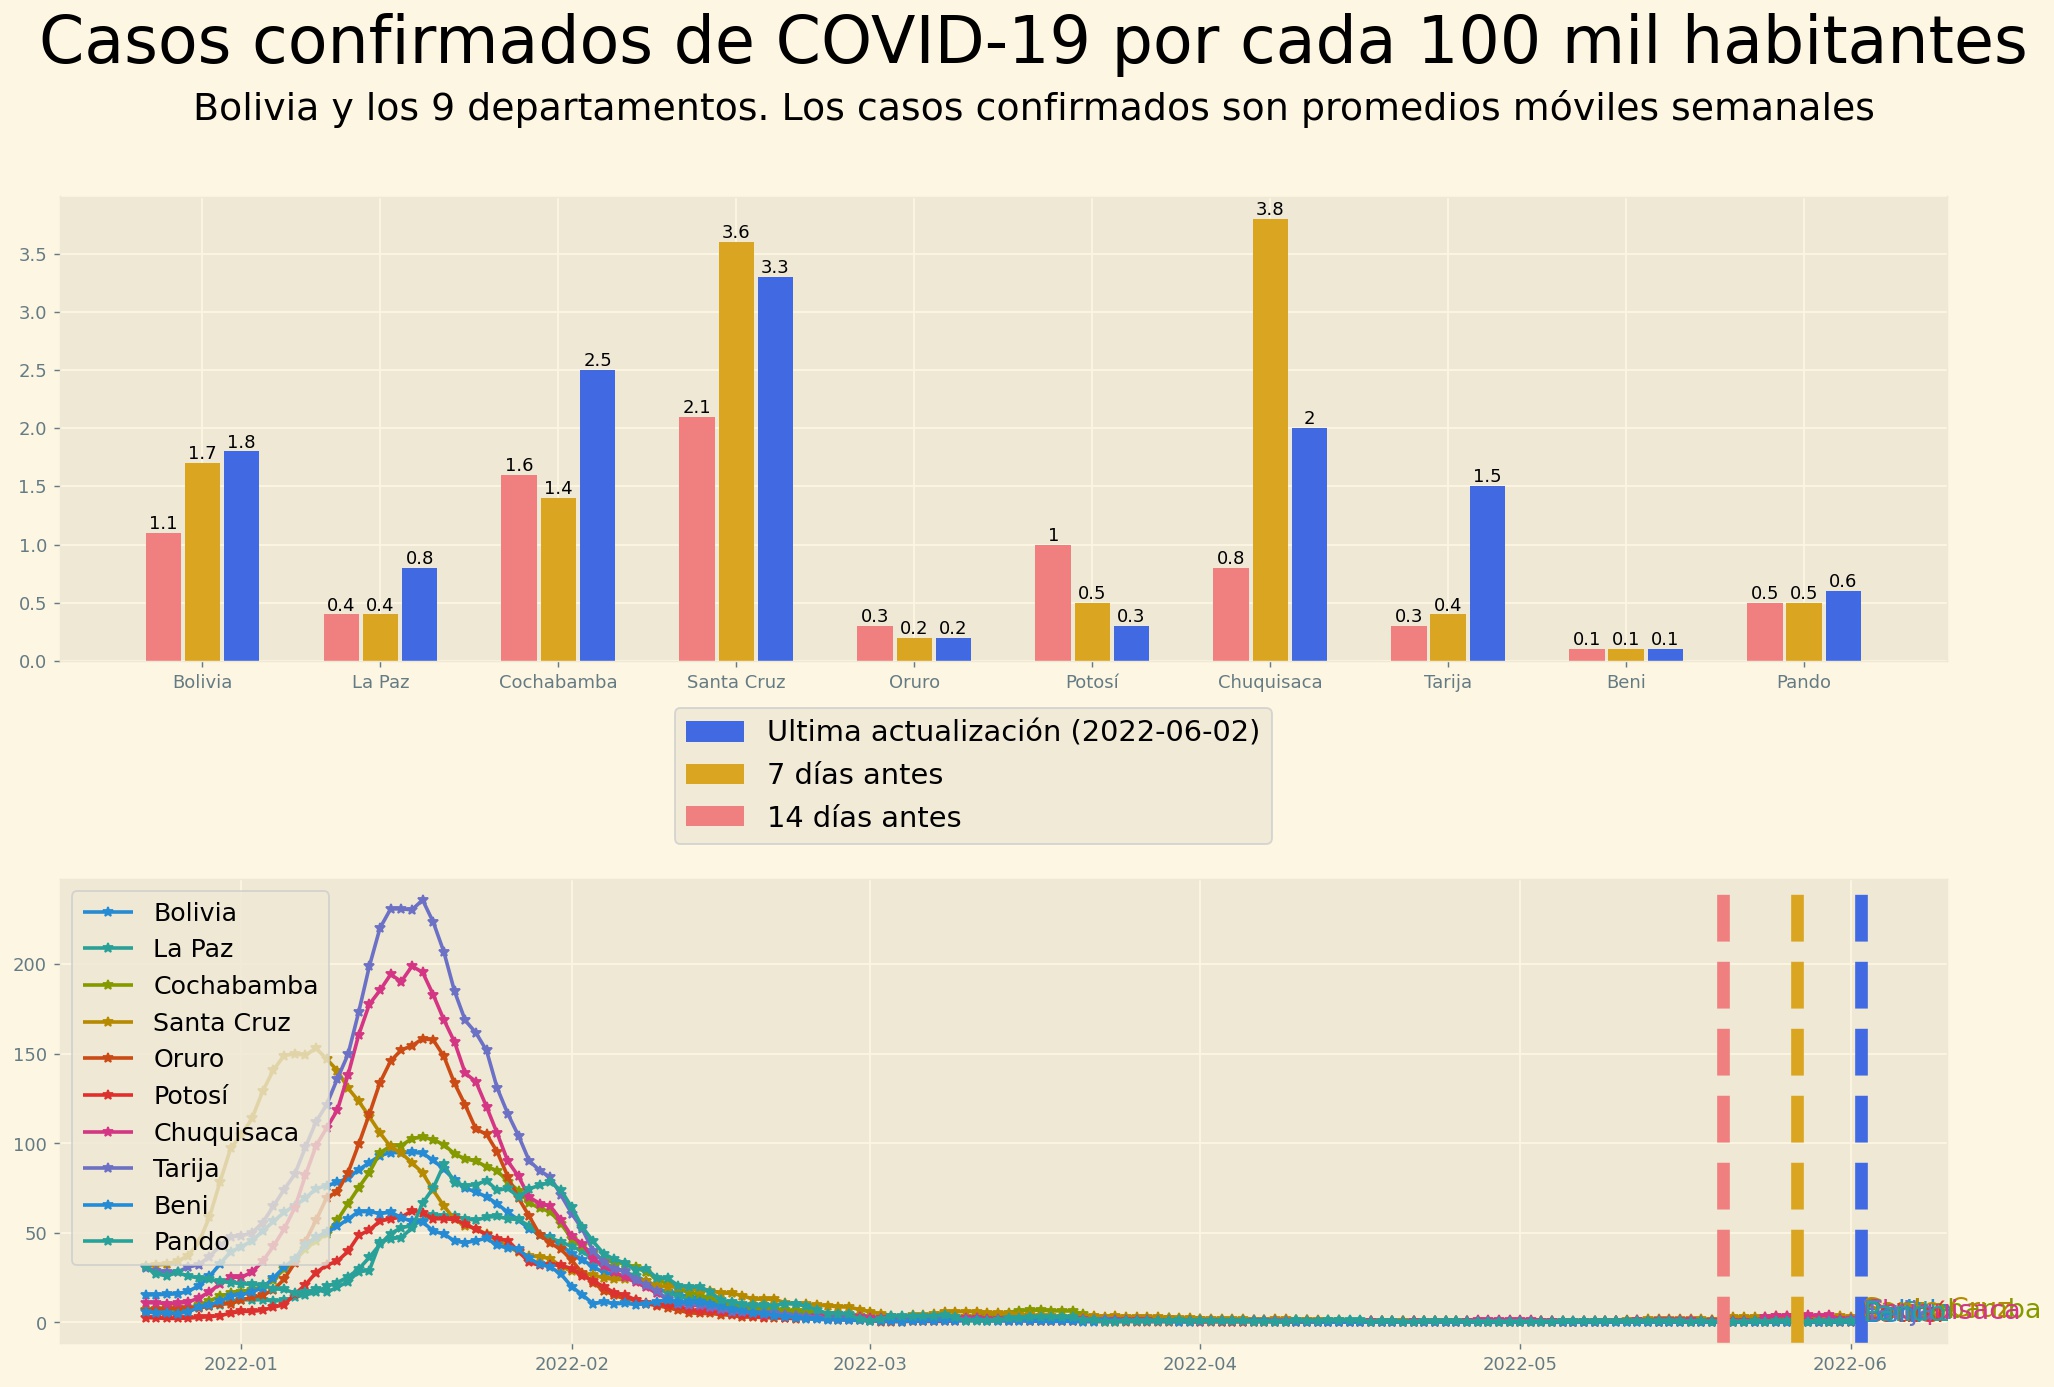 Casos confirmados de COVID-19 por cada 100 mil habitantes
Bolivia y los 9 departamentos. Los casos confirmados son promedios móviles semanales
3.5
3.0
2.5
2.0
1.5
1.0
0.5
0.0
1.1 1.7 1.8
0.4 0.4 0.8
1.6 1.4 2.5
2.1 3.6 3.3
0.3 0.2 0.2
1 0.5 0.3
0.8 3.8 2
0.3 0.4 1.5
0.1 0.1 0.1
0.5 0.5 0.6
Bolivia La Paz Cochabamba Santa Cruz Oruro Potosí Chuquisaca Tarija Beni Pando
Ultima actualización (2022-06-02)
7 días antes
14 días antes
Bolivia
La Paz
Cochabamba
Santa Cruz
Oruro
Potosí
Chuquisaca
Tarija
Beni
Pando
200
150
100
50
0
2022-01 2022-02 2022-03 2022-04 2022-05 2022-06